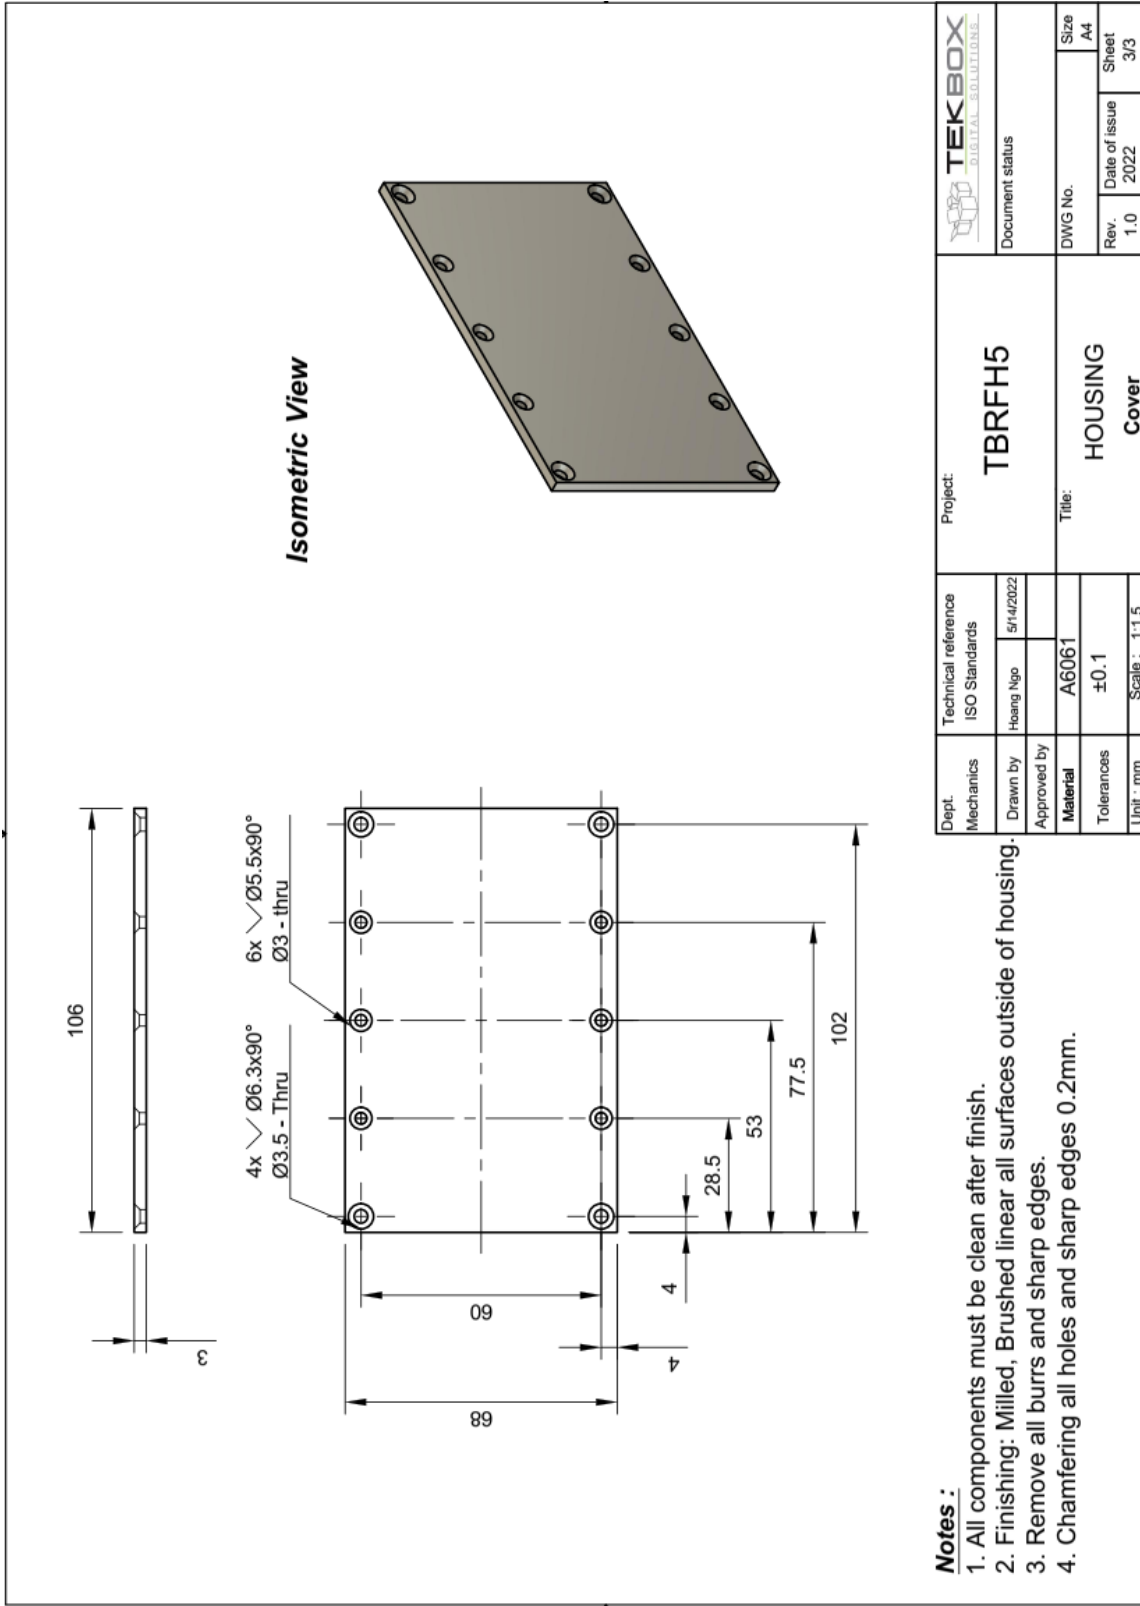 106
3
4x ⌵ Ø6.3x90°
Ø3.5 - Thru
6x ⌵ Ø5.5x90°
Ø3 - thru
68
60
4
4
28.5
53
77.5
102
Isometric View
Notes :
1. All components must be clean after finish.
2. Finishing: Milled, Brushed linear all surfaces outside of housing.
3. Remove all burrs and sharp edges.
4. Chamfering all holes and sharp edges 0.2mm.
Dept.
Mechanics
Technical reference
ISO Standards
Drawn by
Hoang Ngo
5/14/2022
Approved by
Material
A6061
Tolerances
±0.1
Unit : mm
Scale : 1:1.5
Project:
TBRFH5
Title:
HOUSING
Cover
TEKBOX
DIGITAL SOLUTIONS
Document status
DWG No.
Size
A4
Rev.
1.0
Date of issue
2022
Sheet
3/3